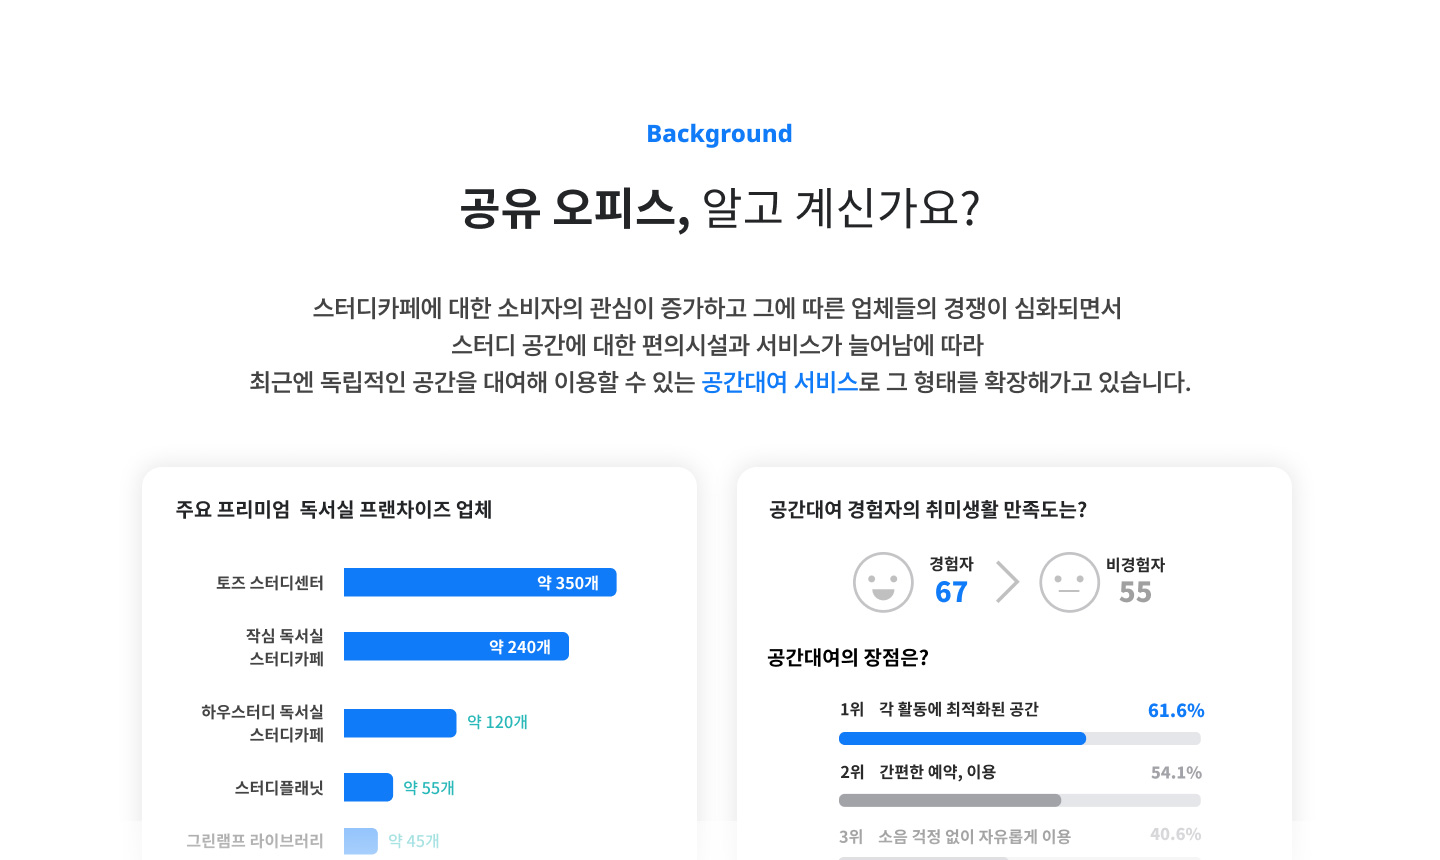 Background
공유 오피스, 알고 계신가요?
스터디카페에 대한 소비자의 관심이 증가하고 그에 따른 업체들의 경쟁이 심화되면서
스터디 공간에 대한 편의시설과 서비스가 늘어남에 따라
최근엔 독립적인 공간을 대여해 이용할 수 있는 공간대여 서비스로 그 형태를 확장해가고 있습니다.
주요 프리미엄 독서실 프랜차이즈 업체
토즈 스터디센터 약 350개
작심 독서실
스터디카페 약 240개
하우스터디 독서실
스터디카페 약 120개
스터디플래닛 약 55개
그린램프 라이브러리 약 45개
공간대여 경험자의 취미생활 만족도는?
경험자
67
비경험자
55
공간대여의 장점은?
1위 각 활동에 최적화된 공간 61.6%
2위 간편한 예약, 이용 54.1%
3위 소음 걱정 없이 자유롭게 이용 40.6%